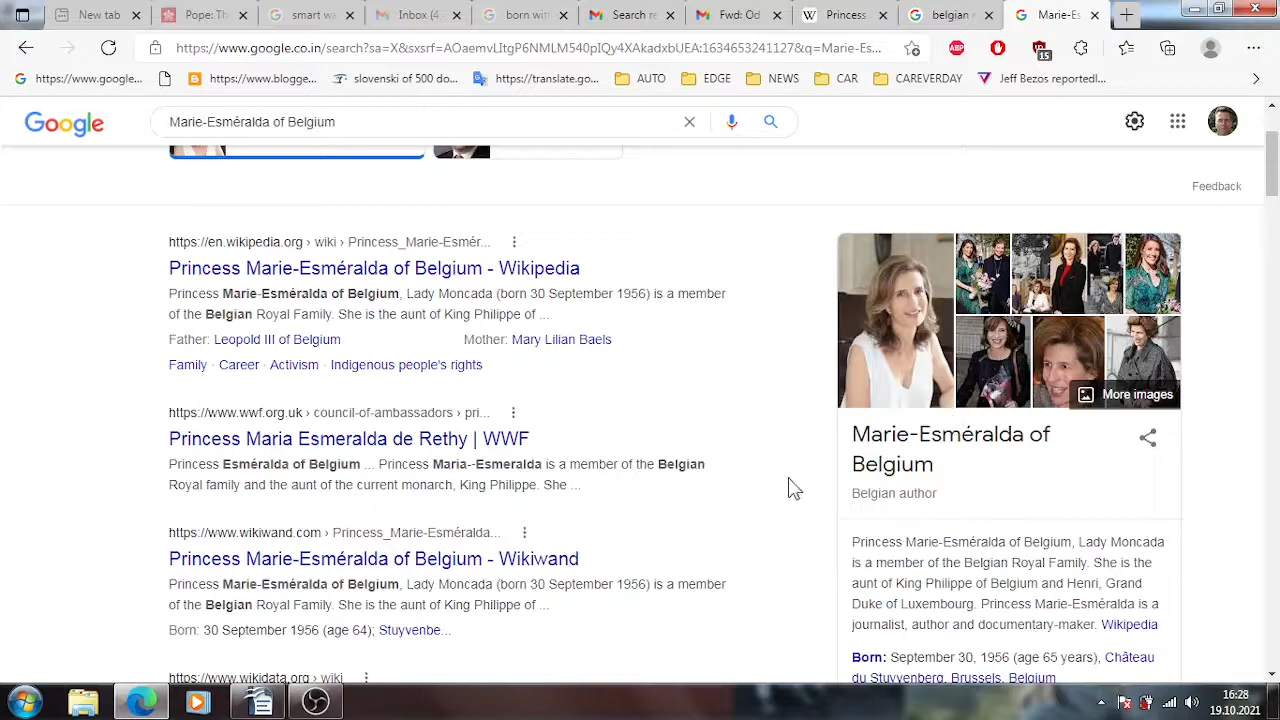 New tab
Pope
smart wa
Inbox (4
born wit
Search re
Fwd: Co
Princess
belgian r
Marie-Es
https://www.google.co.in/search?sa=X&sxsrf=AOaemvLItgP6NMLM540pIQy4XAkadxbUEA:1634653241127&q=Marie-Es...
ABP
15
https://www.google...
https://www.blogge...
slovenski of 500 do...
https://translate.go...
AUTO
EDGE
NEWS
CAR
CAREVERDAY
Jeff Bezos reportedl...
Google
Marie-Esméralda of Belgium
Feedback
https://en.wikipedia.org › wiki › Princess_Marie-Esmér...
Princess Marie-Esméralda of Belgium - Wikipedia
Princess Marie-Esméralda of Belgium, Lady Moncada (born 30 September 1956) is a member
of the Belgian Royal Family. She is the aunt of King Philippe of ...
Father: Leopold III of Belgium Mother: Mary Lilian Baels
Family · Career · Activism · Indigenous people's rights
https://www.wwf.org.uk › council-of-ambassadors › pri...
Princess Maria Esmeralda de Rethy | WWF
Princess Esméralda of Belgium ... Princess Maria--Esmeralda is a member of the Belgian
Royal family and the aunt of the current monarch, King Philippe. She ...
https://www.wikiwand.com › Princess_Marie-Esméralda...
Princess Marie-Esméralda of Belgium - Wikiwand
Princess Marie-Esméralda of Belgium, Lady Moncada (born 30 September 1956) is a member
of the Belgian Royal Family. She is the aunt of King Philippe of ...
Born: 30 September 1956 (age 64); Stuyvenbe...
https://www.wikidata.org › wiki
More images
Marie-Esméralda of
Belgium
Belgian author
Princess Marie-Esméralda of Belgium, Lady Moncada
is a member of the Belgian Royal Family. She is the
aunt of King Philippe of Belgium and Henri, Grand
Duke of Luxembourg. Princess Marie-Esméralda is a
journalist, author and documentary-maker. Wikipedia
Born: September 30, 1956 (age 65 years), Château
du Stuyvenberg, Brussels, Belgium
16:28
19.10.2021